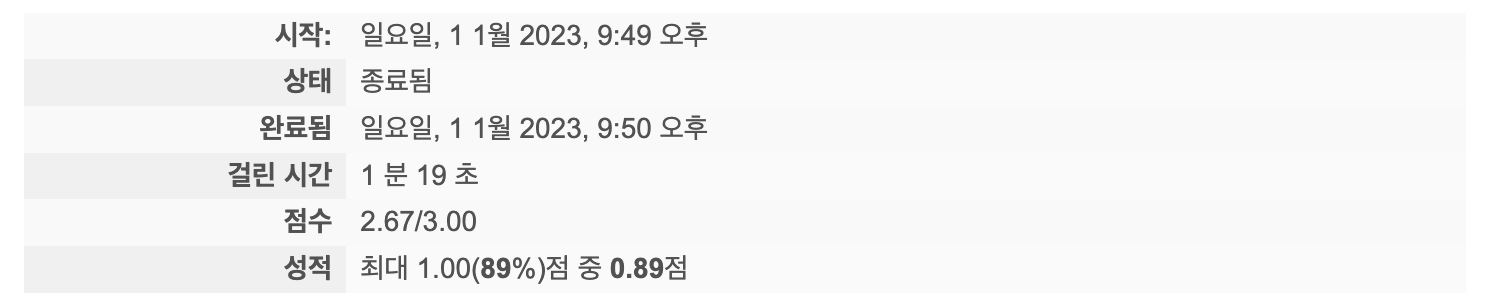 시작: 일요일, 1 1월 2023, 9:49 오후
상태 종료됨
완료됨 일요일, 1 1월 2023, 9:50 오후
걸린 시간 1 분 19 초
점수 2.67/3.00
성적 최대 1.00(89%)점 중 0.89점